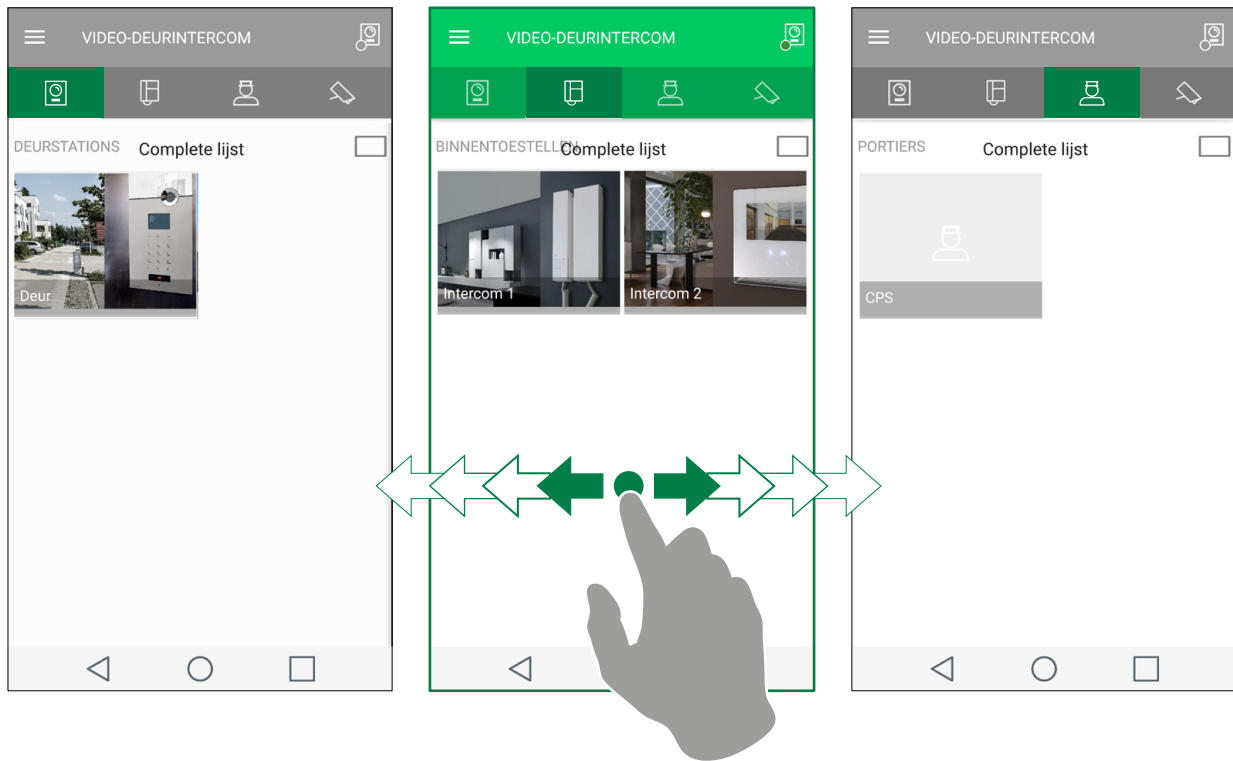 VIDEO-DEURINTERCOM
DEURSTATIONS Complete lijst
Deur
VIDEO-DEURINTERCOM
BINNENTOESTELLEN Complete lijst
Intercom 1
Intercom 2
VIDEO-DEURINTERCOM
PORTIERS Complete lijst
CPS